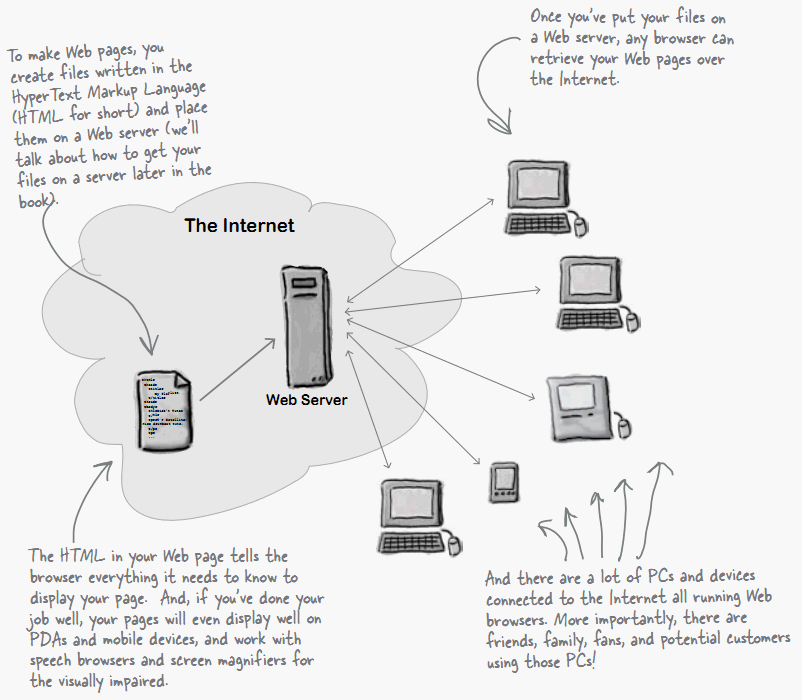 To make Web pages, you
create files written in the
HyperText Markup Language
(HTML for short) and place
them on a Web server (we'll
talk about how to get your
files on a server later in the
book).
Once you've put your files on
a Web server, any browser can
retrieve your Web pages over
the Internet.
The Internet
Web Server
The HTML in your Web page tells the
browser everything it needs to know to
display your page. And, if you've done your
job well, your pages will even display well on
PDAs and mobile devices, and work with
speech browsers and screen magnifiers for
the visually impaired.
And there are a lot of PCs and devices
connected to the Internet all running Web
browsers. More importantly, there are
friends, family, fans, and potential customers
using those PCs!